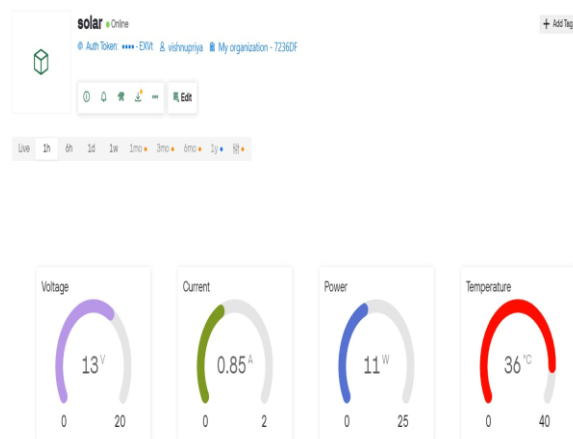 solar Online
+ Add Tag
Auth Token: •••• - EXVt vishnupriya My organization - 7236DF
Edit
Live 1h 6h 1d 1w 1mo 3mo 6mo 1y
Voltage Current Power Temperature
13 V 0.85 A 11 W 36 °C
0 20 0 2 0 25 0 40